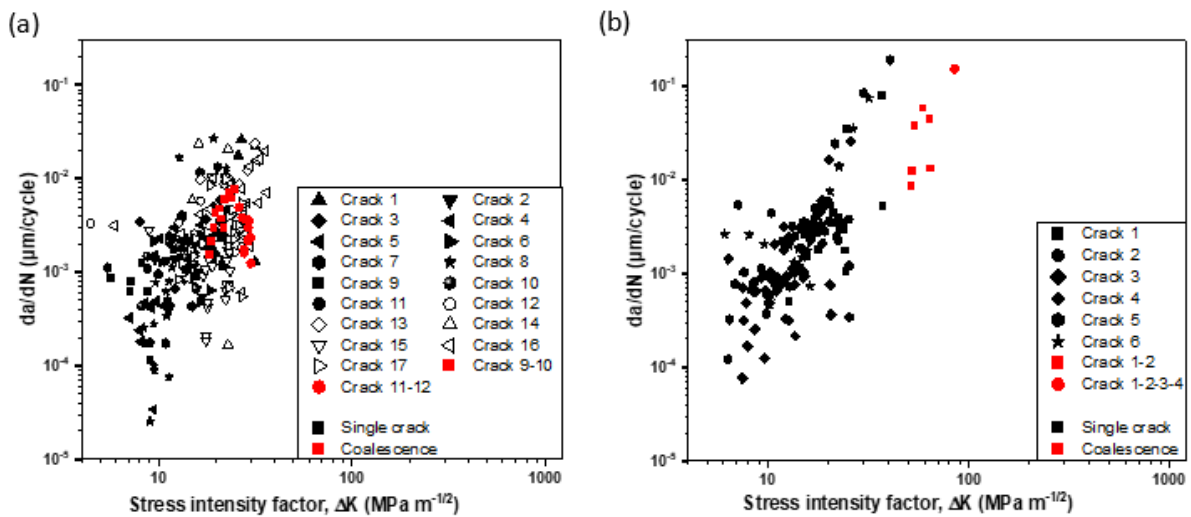 (a)
10⁻¹
10⁻²
10⁻³
10⁻⁴
10⁻⁵
da/dN (µm/cycle)
Crack 1 Crack 2
Crack 3 Crack 4
Crack 5 Crack 6
Crack 7 Crack 8
Crack 9 Crack 10
Crack 11 Crack 12
Crack 13 Crack 14
Crack 15 Crack 16
Crack 17 Crack 9-10
Crack 11-12
Single crack
Coalescence
10 100 1000
Stress intensity factor, ΔK (MPa m⁻¹/²)
(b)
10⁻¹
10⁻²
10⁻³
10⁻⁴
10⁻⁵
da/dN (µm/cycle)
Crack 1
Crack 2
Crack 3
Crack 4
Crack 5
Crack 6
Crack 1-2
Crack 1-2-3-4
Single crack
Coalescence
10 100 1000
Stress intensity factor, ΔK (MPa m⁻¹/²)